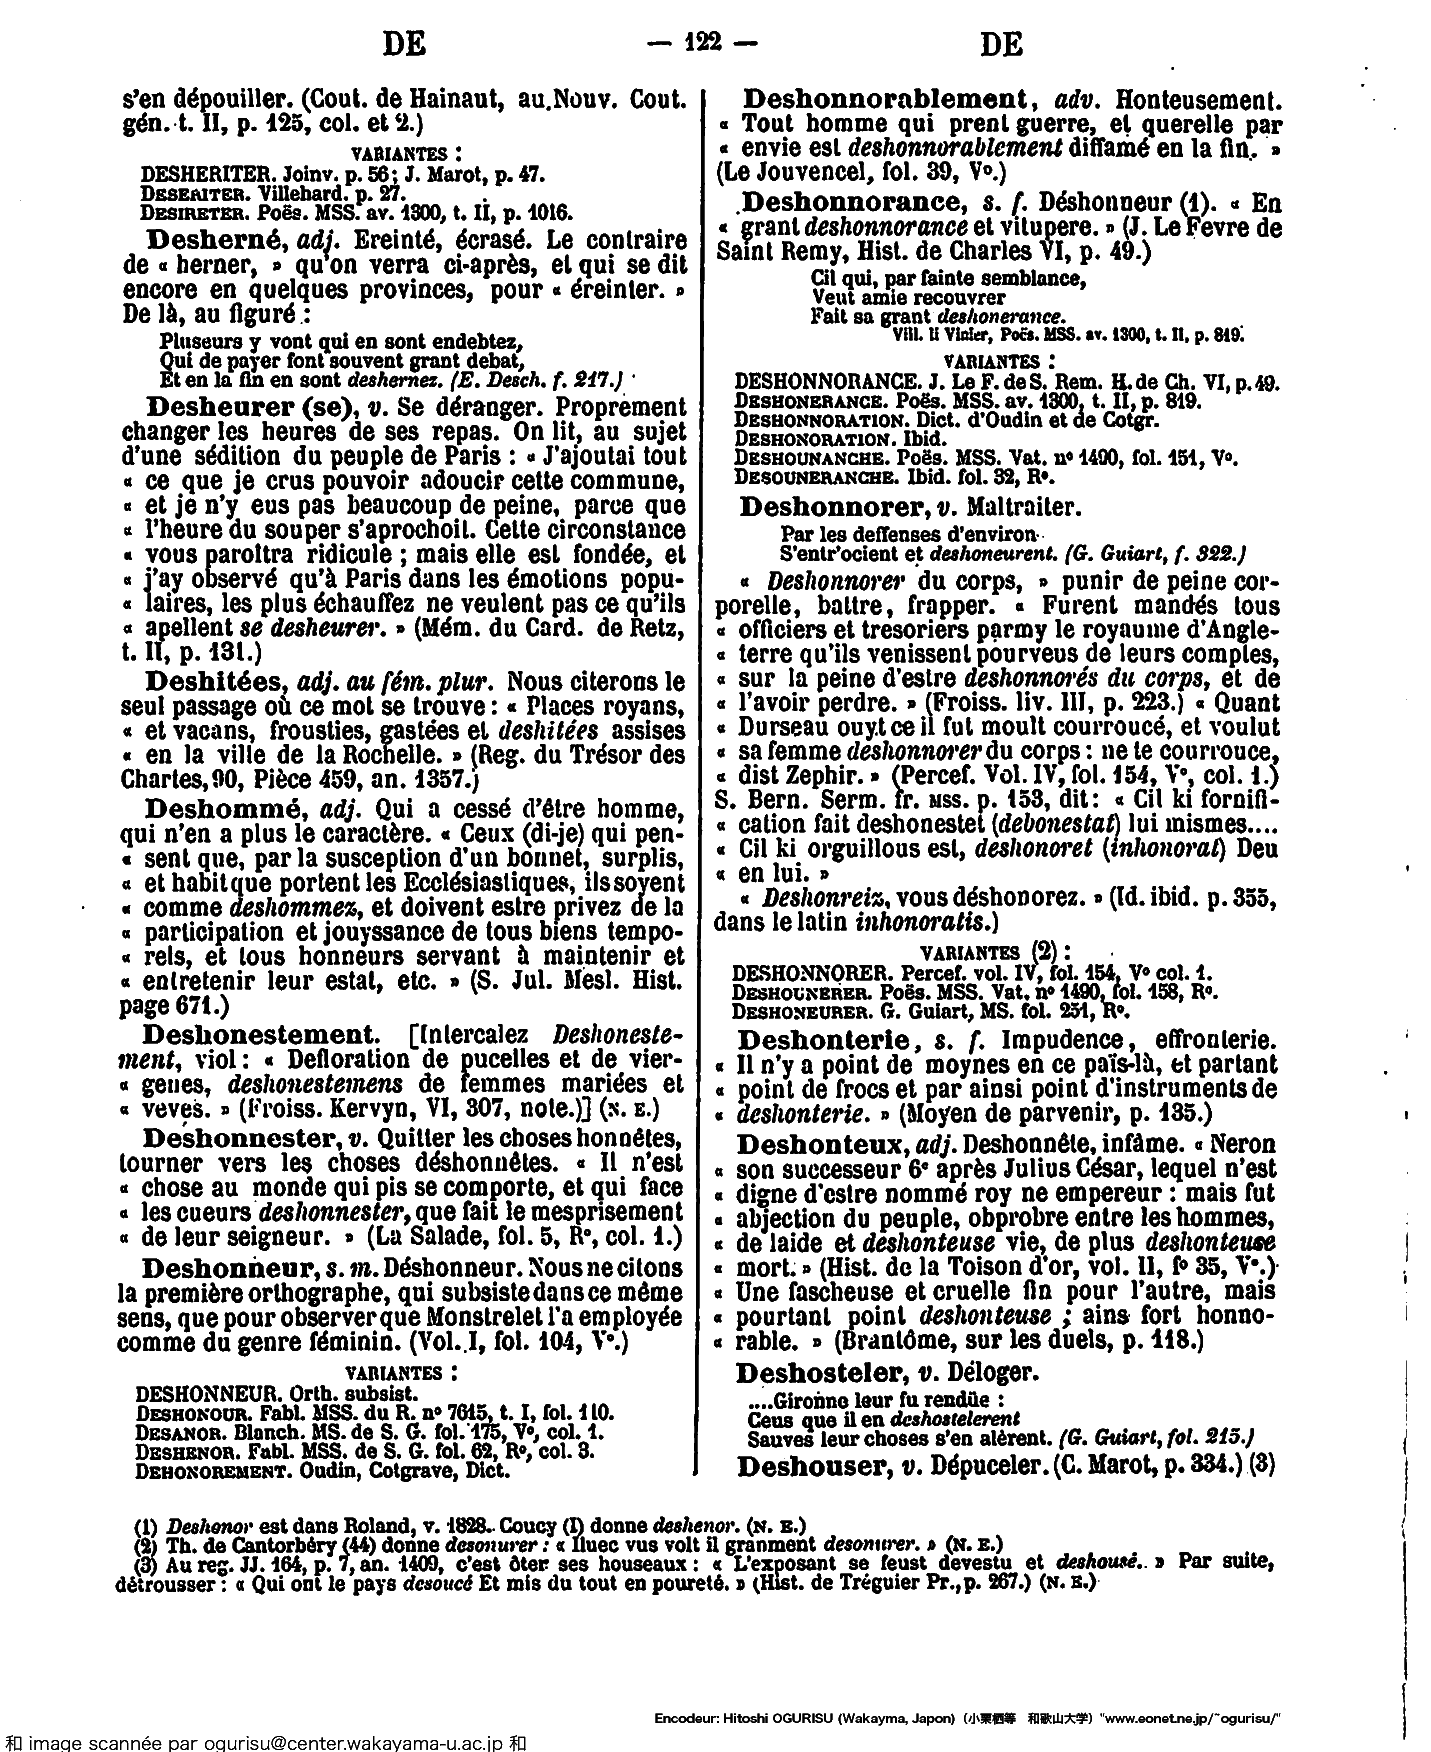 DE — 122 — DE
s'en dépouiller. (Cout. de Hainaut, au Nouv. Cout.
gén. t. II, p. 125, col. et 2.)
VARIANTES :
DESHERITER. Joinv. p. 56; J. Marot, p. 47.
DESERITER. Villehard. p. 27.
DESIRETER. Poës. MSS. av. 1300, t. II, p. 1016.
Desherné, adj. Ereinté, écrasé. Le contraire
de « herner, » qu'on verra ci-après, et qui se dit
encore en quelques provinces, pour « éreinter. »
De là, au figuré :
Pluseurs y vont qui en sont endebtez,
Qui de payer font souvent grant debat,
Et en la fin en sont deshernez. (E. Desch. f. 217.)
Desheurer (se), v. Se déranger. Proprement
changer les heures de ses repas. On lit, au sujet
d'une sédition du peuple de Paris : « J'ajoutai tout
« ce que je crus pouvoir adoucir cette commune,
« et je n'y eus pas beaucoup de peine, parce que
« l'heure du souper s'aprochoit. Cette circonstance
« vous paroitra ridicule ; mais elle est fondée, et
« j'ay observé qu'à Paris dans les émotions popu-
« laires, les plus échauffez ne veulent pas ce qu'ils
« apellent se desheurer. » (Mém. du Card. de Retz,
t. II, p. 131.)
Deshitées, adj. au fém. plur. Nous citerons le
seul passage où ce mot se trouve : « Places royans,
« et vacans, frousties, gastées et deshitées assises
« en la ville de la Rochelle. » (Reg. du Trésor des
Chartes, 90, Pièce 459, an. 1357.)
Deshommé, adj. Qui a cessé d'être homme,
qui n'en a plus le caractère. « Ceux (di-je) qui pen-
« sent que, par la susception d'un bonnet, surplis,
« et habit que portent les Ecclésiastiques, ils soyent
« comme deshommez, et doivent estre privez de la
« participation et jouyssance de tous biens tempo-
« rels, et tous honneurs servant à maintenir et
« entretenir leur estat, etc. » (S. Jul. Mesl. Hist.
page 671.)
Deshonestement. [Intercalez Deshoneste-
ment, viol : « Defloration de pucelles et de vier-
« genes, deshonestemens de femmes mariées et
« veves. » (Froiss. Kervyn, VI, 307, note.)] (N. E.)
Deshonnester, v. Quitter les choses honnêtes,
tourner vers les choses déshonnêtes. « Il n'est
« chose au monde qui pis se comporte, et qui face
« les cueurs deshonnester, que fait le mesprisement
« de leur seigneur. » (La Salade, fol. 5, R°, col. 1.)
Deshonneur, s. m. Déshonneur. Nous ne citons
la première orthographe, qui subsiste dans ce même
sens, que pour observer que Monstrelet l'a employée
comme du genre féminin. (Vol. I, fol. 104, V°.)
VARIANTES :
DESHONNEUR. Orth. subsist.
DESHONOUR. Fabl. MSS. du R. n° 7615, t. I, fol. 110.
DESANOR. Blanch. MS. de S. G. fol. 175, V°, col. 1.
DESHENOR. Fabl. MSS. de S. G. fol. 62, R°, col. 3.
DEHONOREMENT. Oudin, Cotgrave, Dict.
Deshonnorablement, adv. Honteusement.
« Tout homme qui prent guerre, et querelle par
« envie est deshonnorablement diffamé en la fin. »
(Le Jouvencel, fol. 39, V°.)
Deshonnorance, s. f. Déshonneur (1). « En
« grant deshonnorance et vitupere. » (J. Le Fevre de
Saint Remy, Hist. de Charles VI, p. 49.)
Cil qui, par fainte semblance,
Veut amie recouvrer
Fait sa grant deshonerance.
Vill. li Vinier, Poës. MSS. av. 1300, t. II, p. 819.
VARIANTES :
DESHONNORANCE. J. Le F. de S. Rem. H. de Ch. VI, p. 49.
DESHONERANCE. Poës. MSS. av. 1300, t. II, p. 819.
DESHONNORATION. Dict. d'Oudin et de Cotgr.
DESHONORATION. Ibid.
DESHOUNANCHE. Poës. MSS. Vat. n° 1490, fol. 151, V°.
DESOUNERANCHE. Ibid. fol. 32, R°.
Deshonnorer, v. Maltraiter.
Par les deffenses d'environ
S'entr'ocient et deshoneurent. (G. Guiart, f. 322.)
« Deshonnorer du corps, » punir de peine cor-
porelle, battre, frapper. « Furent mandés tous
« officiers et tresoriers parmy le royaume d'Angle-
« terre qu'ils venissent pourveus de leurs comptes,
« sur la peine d'estre deshonnorés du corps, et de
« l'avoir perdre. » (Froiss. liv. III, p. 223.) « Quant
« Durseau ouyt ce il fut moult courroucé, et voulut
« sa femme deshonnorer du corps : ne te courrouce,
« dist Zephir. » (Percef. Vol. IV, fol. 154, V°, col. 1.)
S. Bern. Serm. fr. MSS. p. 153, dit: « Cil ki fornifi-
« cation fait deshonestet (debonestat) lui mismes....
« Cil ki orguillous est, deshonoret (inhonorat) Deu
« en lui. »
« Deshonreiz, vous déshonorez. » (Id. ibid. p. 355,
dans le latin inhonoratis.)
VARIANTES (2) :
DESHONNORER. Percef. vol. IV, fol. 154, V° col. 1.
DESHOUNERER. Poës. MSS. Vat. n° 1490, fol. 158, R°.
DESHONEURER. G. Guiart, MS. fol. 251, R°.
Deshonterie, s. f. Impudence, effronterie.
« Il n'y a point de moynes en ce païs-là, et partant
« point de frocs et par ainsi point d'instruments de
« deshonterie. » (Moyen de parvenir, p. 135.)
Deshonteux, adj. Deshonnête, infâme. « Neron
« son successeur 6e après Julius César, lequel n'est
« digne d'estre nommé roy ne empereur : mais fut
« abjection du peuple, obprobre entre les hommes,
« de laide et deshonteuse vie, de plus deshonteuse
« mort. » (Hist. de la Toison d'or, vol. II, f° 35, V°.)
« Une fascheuse et cruelle fin pour l'autre, mais
« pourtant point deshonteuse ; ains fort honno-
« rable. » (Brantôme, sur les duels, p. 118.)
Deshosteler, v. Déloger.
....Gironne leur fu rendüe :
Ceus que il en deshostelerent
Sauves leur choses s'en alèrent. (G. Guiart, fol. 215.)
Deshouser, v. Dépuceler. (C. Marot, p. 334.) (3)
(1) Deshenor est dans Roland, v. 1828. Coucy (I) donne deshenor. (N. E.)
(2) Th. de Cantorbéry (44) donne desonurer : « Iluec vus volt il granment desonurer. » (N. E.)
(3) Au reg. JJ. 164, p. 7, an. 1409, c'est ôter ses houseaux : « L'exposant se feust devestu et deshousé. » Par suite,
détrousser : « Qui ont le pays desoucé Et mis du tout en poureté. » (Hist. de Tréguier Pr., p. 267.) (N. E.)
Encodeur: Hitoshi OGURISU (Wakayma, Japon) (小栗栖等 和歌山大学) "www.eonet.ne.jp/~ogurisu/"
和 image scannée par ogurisu@center.wakayama-u.ac.jp 和